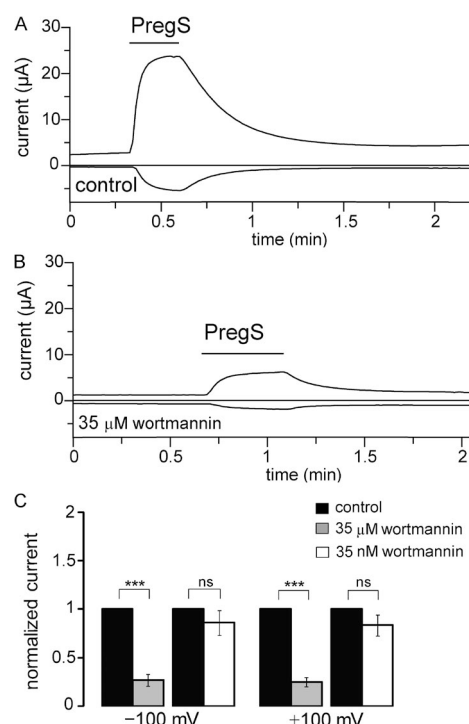 A
PregS
30
20
10
0
current (µA)
control
0 0.5 1 1.5 2
time (min)
B
30
20
10
0
current (µA)
PregS
35 µM wortmannin
0 0.5 1 1.5 2
time (min)
C
control
35 µM wortmannin
35 nM wortmannin
2
1.5
1
0.5
0
normalized current
*** ns *** ns
−100 mV +100 mV